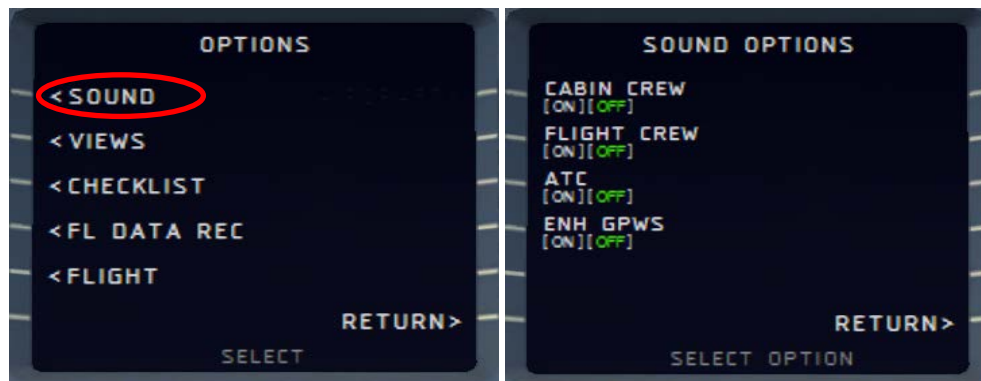 OPTIONS
<SOUND
<VIEWS
<CHECKLIST
<FL DATA REC
<FLIGHT
RETURN>
SELECT
SOUND OPTIONS
CABIN CREW
[ON][OFF]
FLIGHT CREW
[ON][OFF]
ATC
[ON][OFF]
ENH GPWS
[ON][OFF]
RETURN>
SELECT OPTION